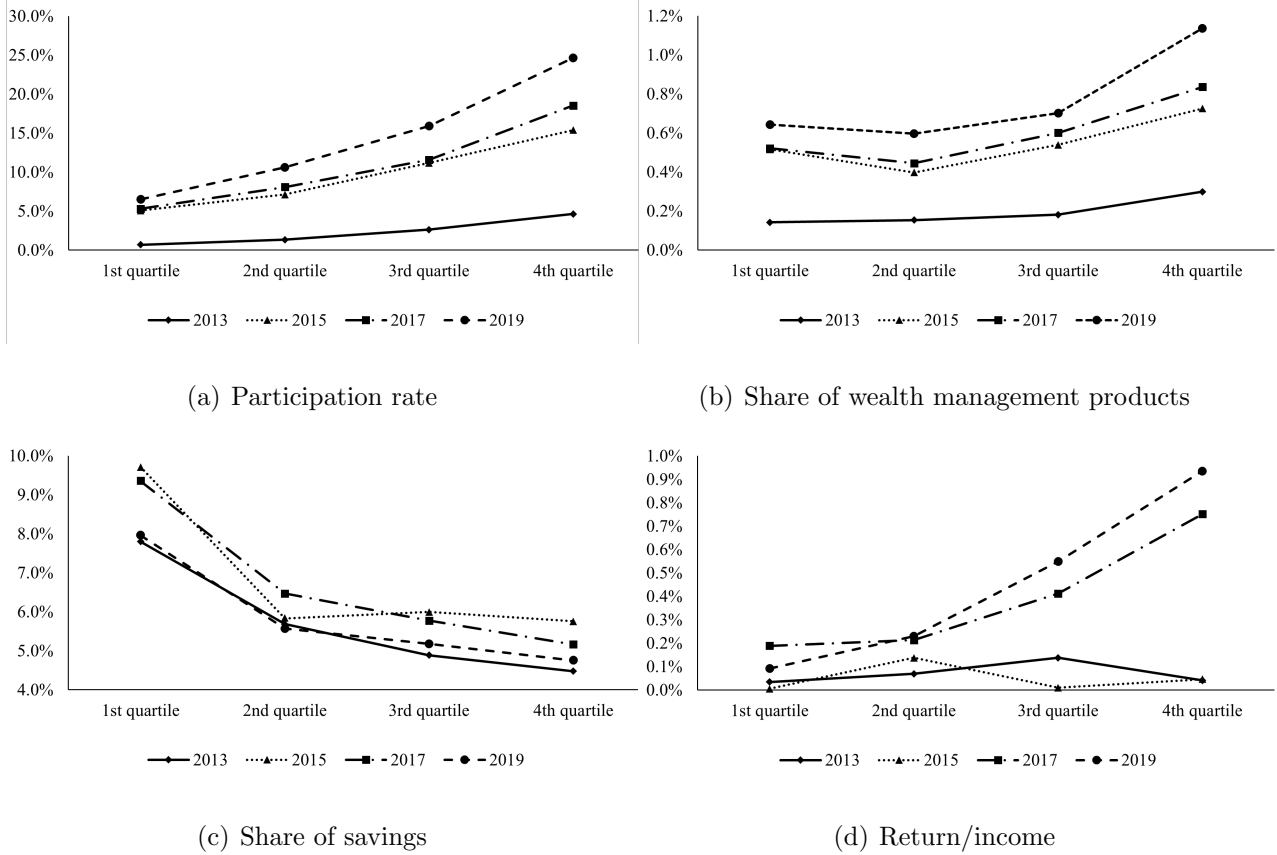 30.0%
25.0%
20.0%
15.0%
10.0%
5.0%
0.0%
1st quartile 2nd quartile 3rd quartile 4th quartile
2013 2015 2017 2019
(a) Participation rate
1.2%
1.0%
0.8%
0.6%
0.4%
0.2%
0.0%
1st quartile 2nd quartile 3rd quartile 4th quartile
2013 2015 2017 2019
(b) Share of wealth management products
10.0%
9.0%
8.0%
7.0%
6.0%
5.0%
4.0%
1st quartile 2nd quartile 3rd quartile 4th quartile
2013 2015 2017 2019
(c) Share of savings
1.0%
0.9%
0.8%
0.7%
0.6%
0.5%
0.4%
0.3%
0.2%
0.1%
0.0%
1st quartile 2nd quartile 3rd quartile 4th quartile
2013 2015 2017 2019
(d) Return/income